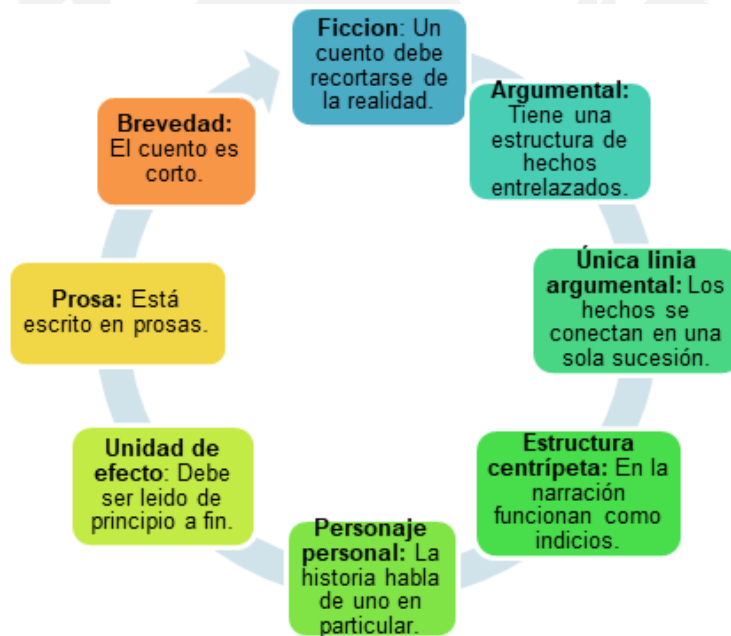 Ficcion: Un
cuento debe
recortarse de
la realidad.
Argumental:
Tiene una
estructura de
hechos
entrelazados.
Única linia
argumental: Los
hechos se
conectan en una
sola sucesión.
Estructura
centrípeta: En la
narración
funcionan como
indicios.
Personaje
personal: La
historia habla
de uno en
particular.
Unidad de
efecto: Debe
ser leido de
principio a fin.
Prosa: Está
escrito en prosas.
Brevedad:
El cuento es
corto.